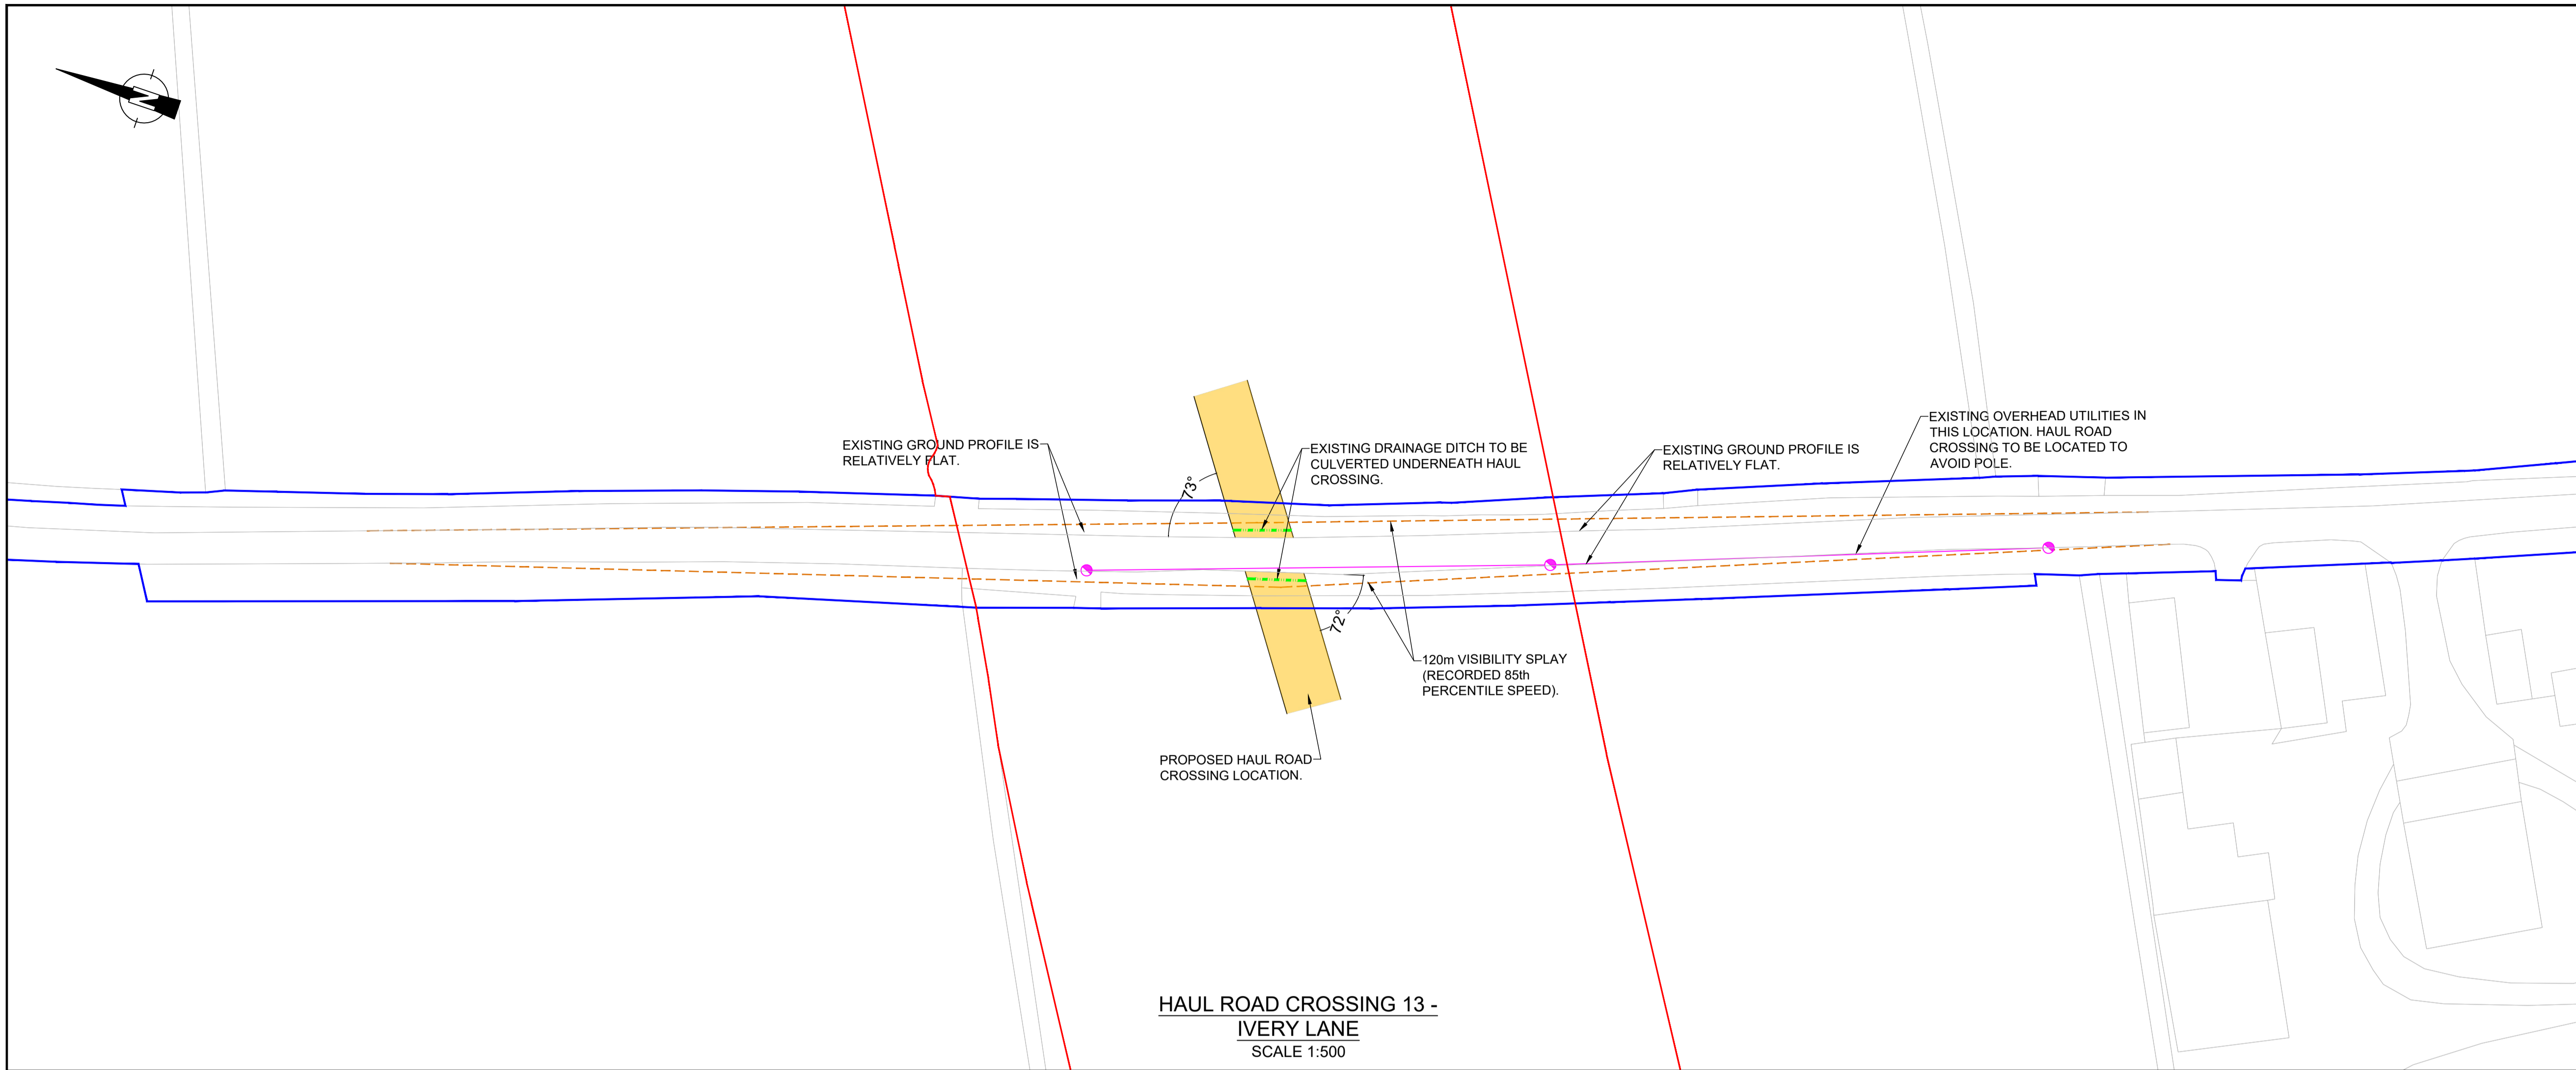 N
EXISTING GROUND PROFILE IS
RELATIVELY FLAT.
73°
EXISTING DRAINAGE DITCH TO BE
CULVERTED UNDERNEATH HAUL
CROSSING.
EXISTING GROUND PROFILE IS
RELATIVELY FLAT.
EXISTING OVERHEAD UTILITIES IN
THIS LOCATION. HAUL ROAD
CROSSING TO BE LOCATED TO
AVOID POLE.
72°
120m VISIBILITY SPLAY
(RECORDED 85th
PERCENTILE SPEED).
PROPOSED HAUL ROAD
CROSSING LOCATION.
HAUL ROAD CROSSING 13 -
IVERY LANE
SCALE 1:500